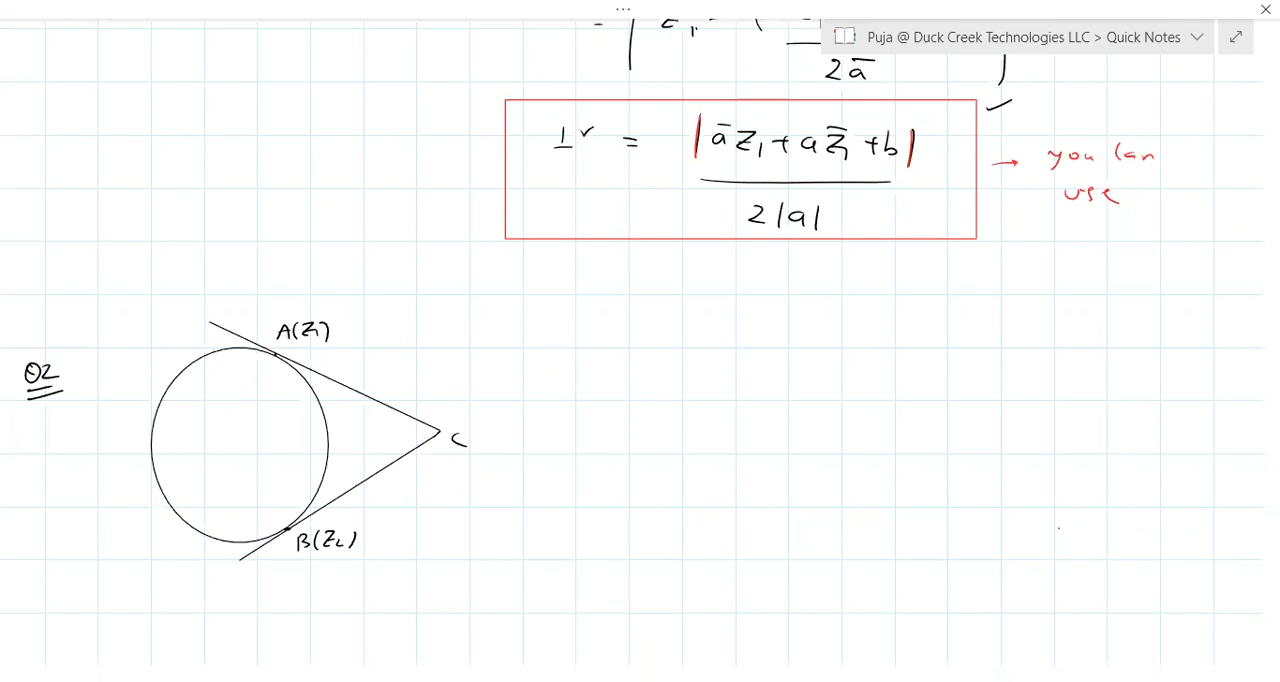 Puja @ Duck Creek Technologies LLC > Quick Notes
2ā
⊥r = |āz₁ + az̄₁ + b| / 2|a|
→ you can
use
A(z₁)
Q2
C
B(z₂)